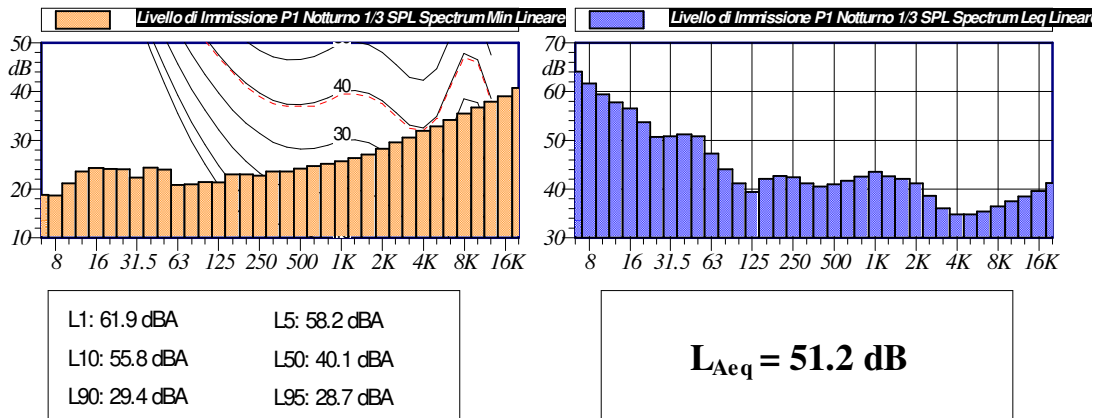 Livello di Immissione P1 Notturno 1/3 SPL Spectrum Min Lineare
50
dB
40
30
20
10
40
30
8 16 31.5 63 125 250 500 1K 2K 4K 8K 16K
Livello di Immissione P1 Notturno 1/3 SPL Spectrum Leq Lineare
70
dB
60
50
40
30
8 16 31.5 63 125 250 500 1K 2K 4K 8K 16K
L1: 61.9 dBA L5: 58.2 dBA
L10: 55.8 dBA L50: 40.1 dBA
L90: 29.4 dBA L95: 28.7 dBA
LAeq = 51.2 dB